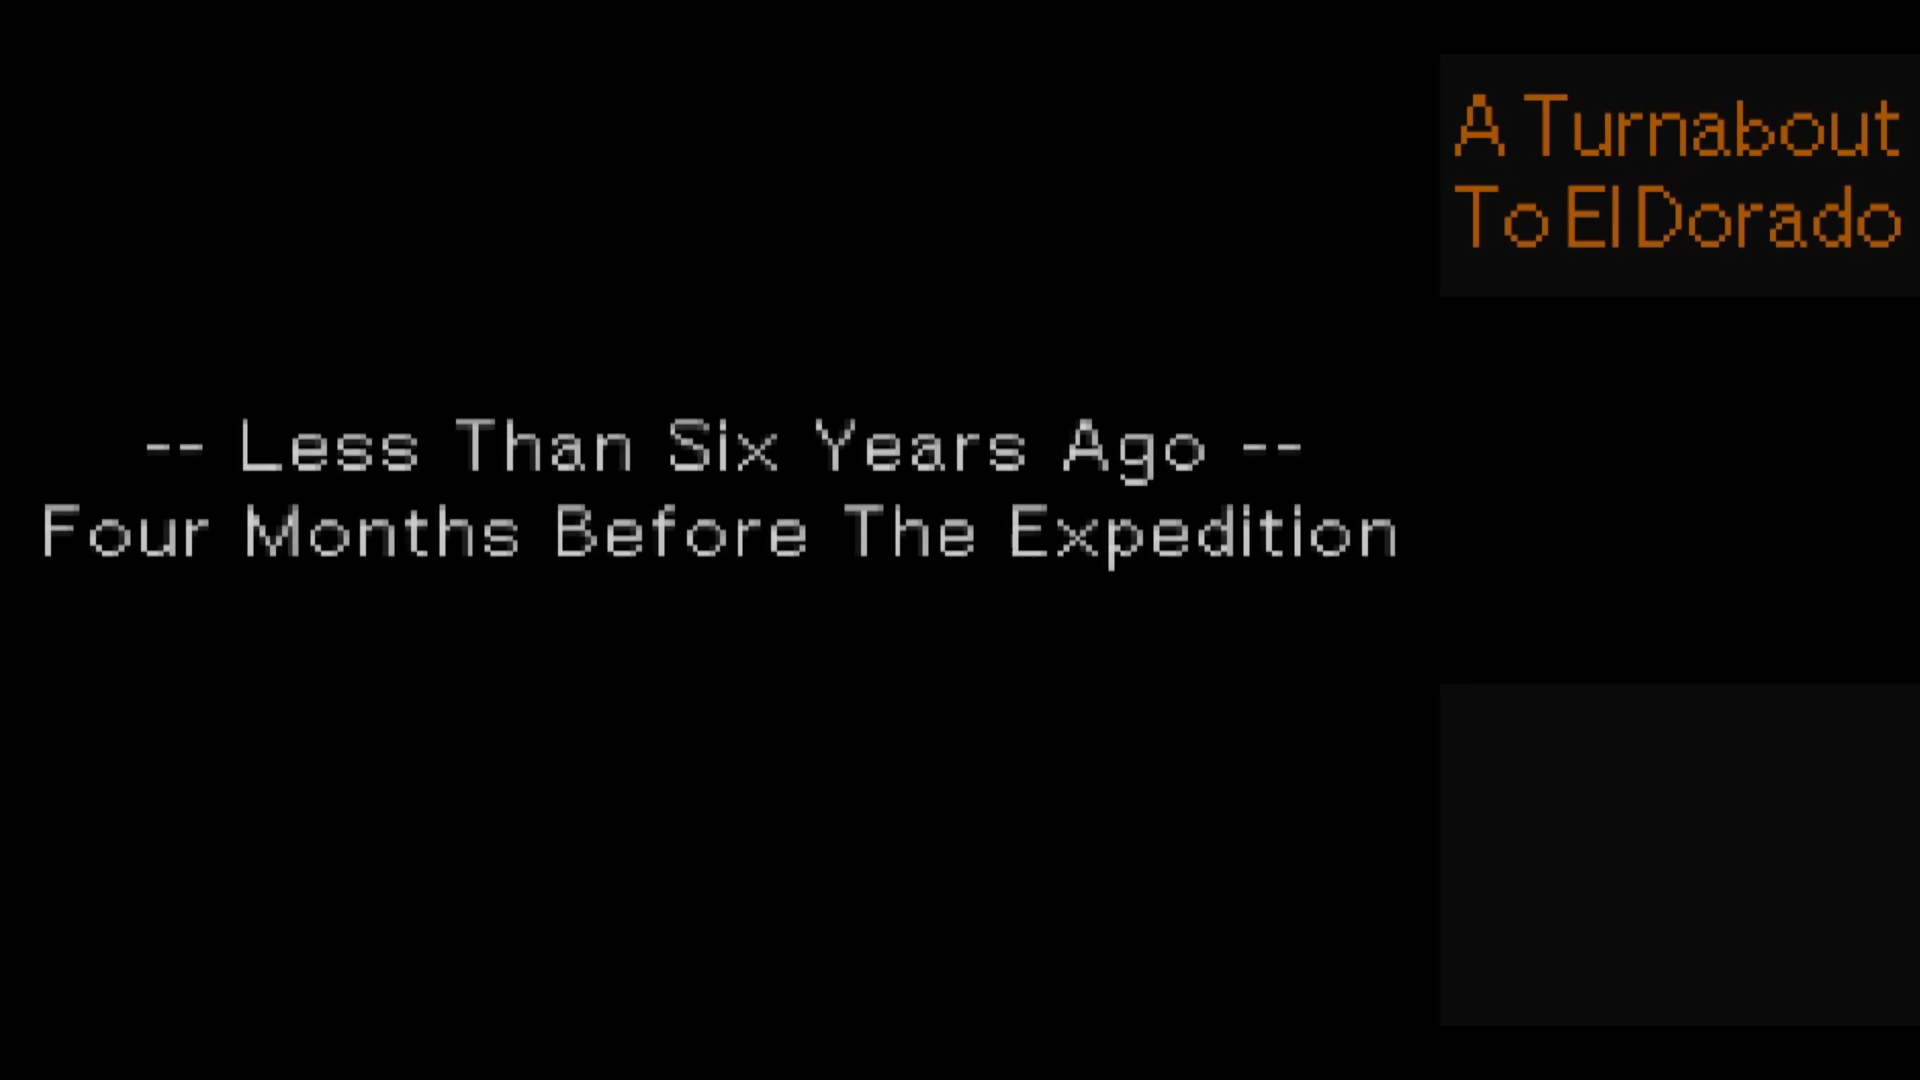 A Turnabout
To El Dorado
-- Less Than Six Years Ago --
Four Months Before The Expedition